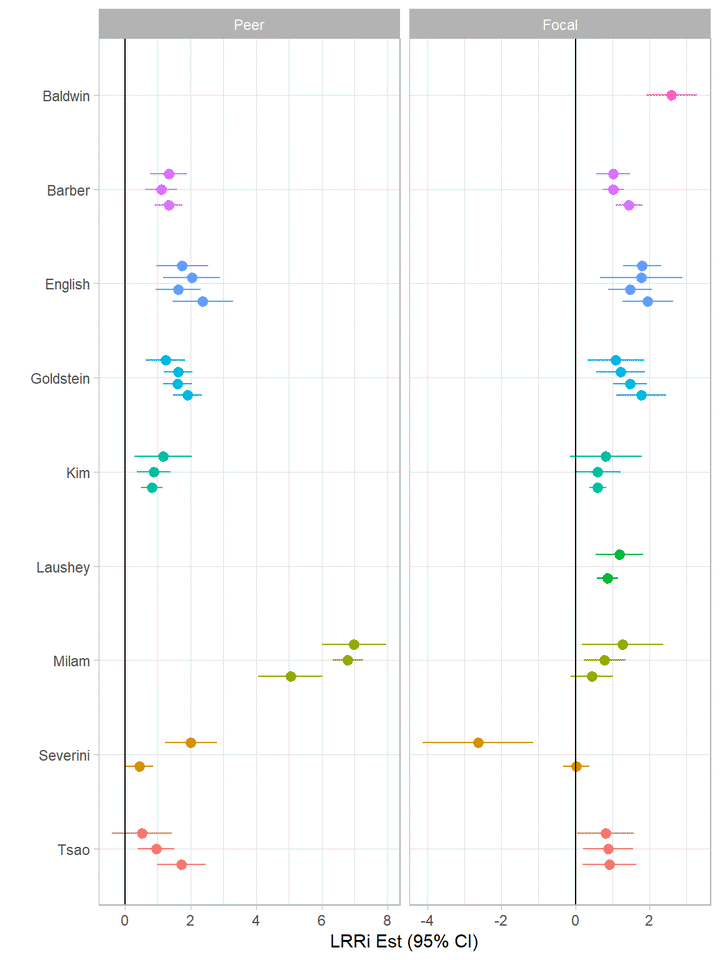 Peer Focal
Baldwin
Barber
English
Goldstein
Kim
Laushey
Milam
Severini
Tsao
0 2 4 6 8 -4 -2 0 2
LRRi Est (95% CI)